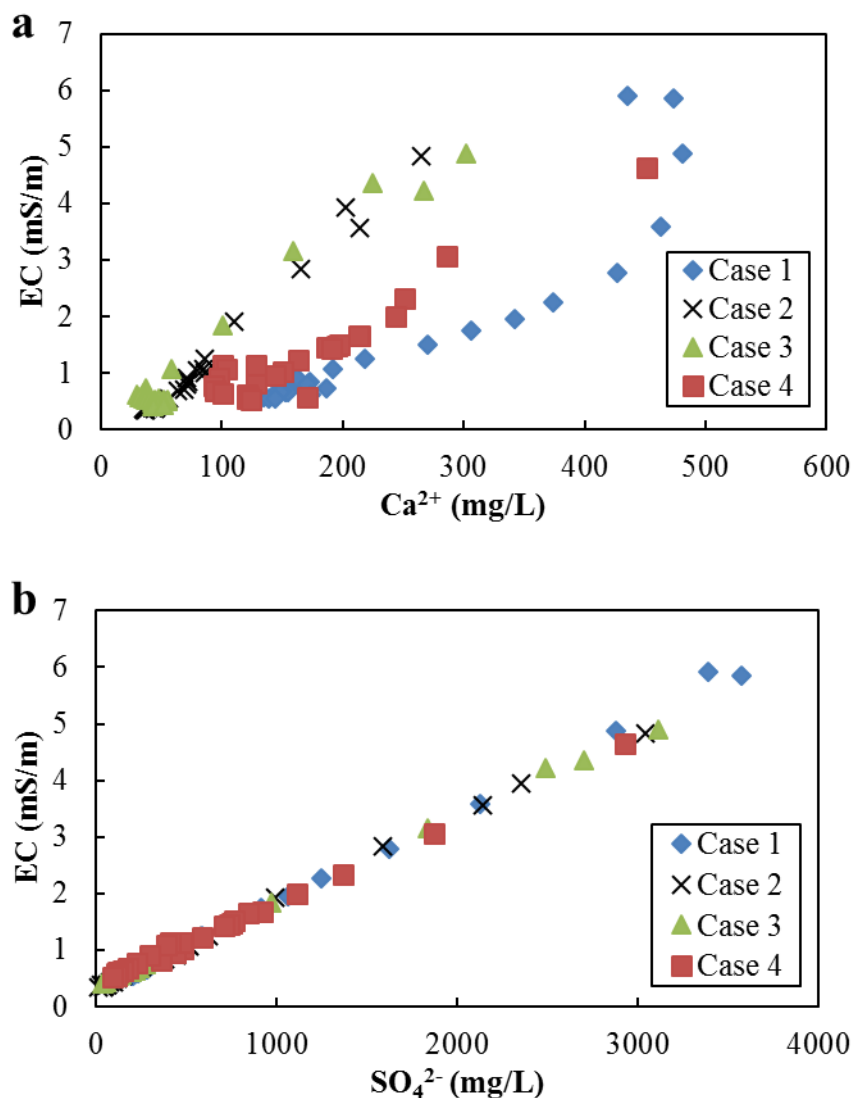 a
7
6
5
4
3
2
1
0
EC (mS/m)
Case 1
Case 2
Case 3
Case 4
0 100 200 300 400 500 600
Ca²⁺ (mg/L)
b
7
6
5
4
3
2
1
0
EC (mS/m)
Case 1
Case 2
Case 3
Case 4
0 1000 2000 3000 4000
SO₄²⁻ (mg/L)